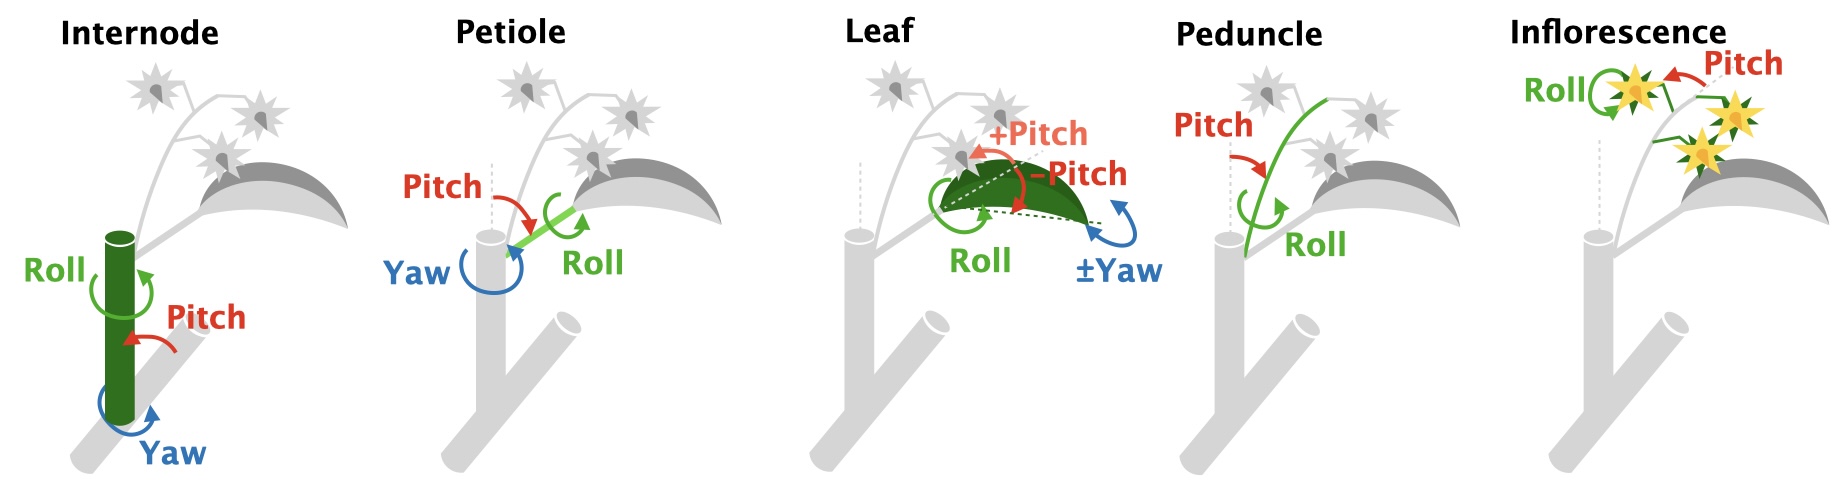 Internode
Roll
Pitch
Yaw
Petiole
Pitch
Yaw
Roll
Leaf
+Pitch
-Pitch
Roll
±Yaw
Peduncle
Pitch
Roll
Inflorescence
Pitch
Roll